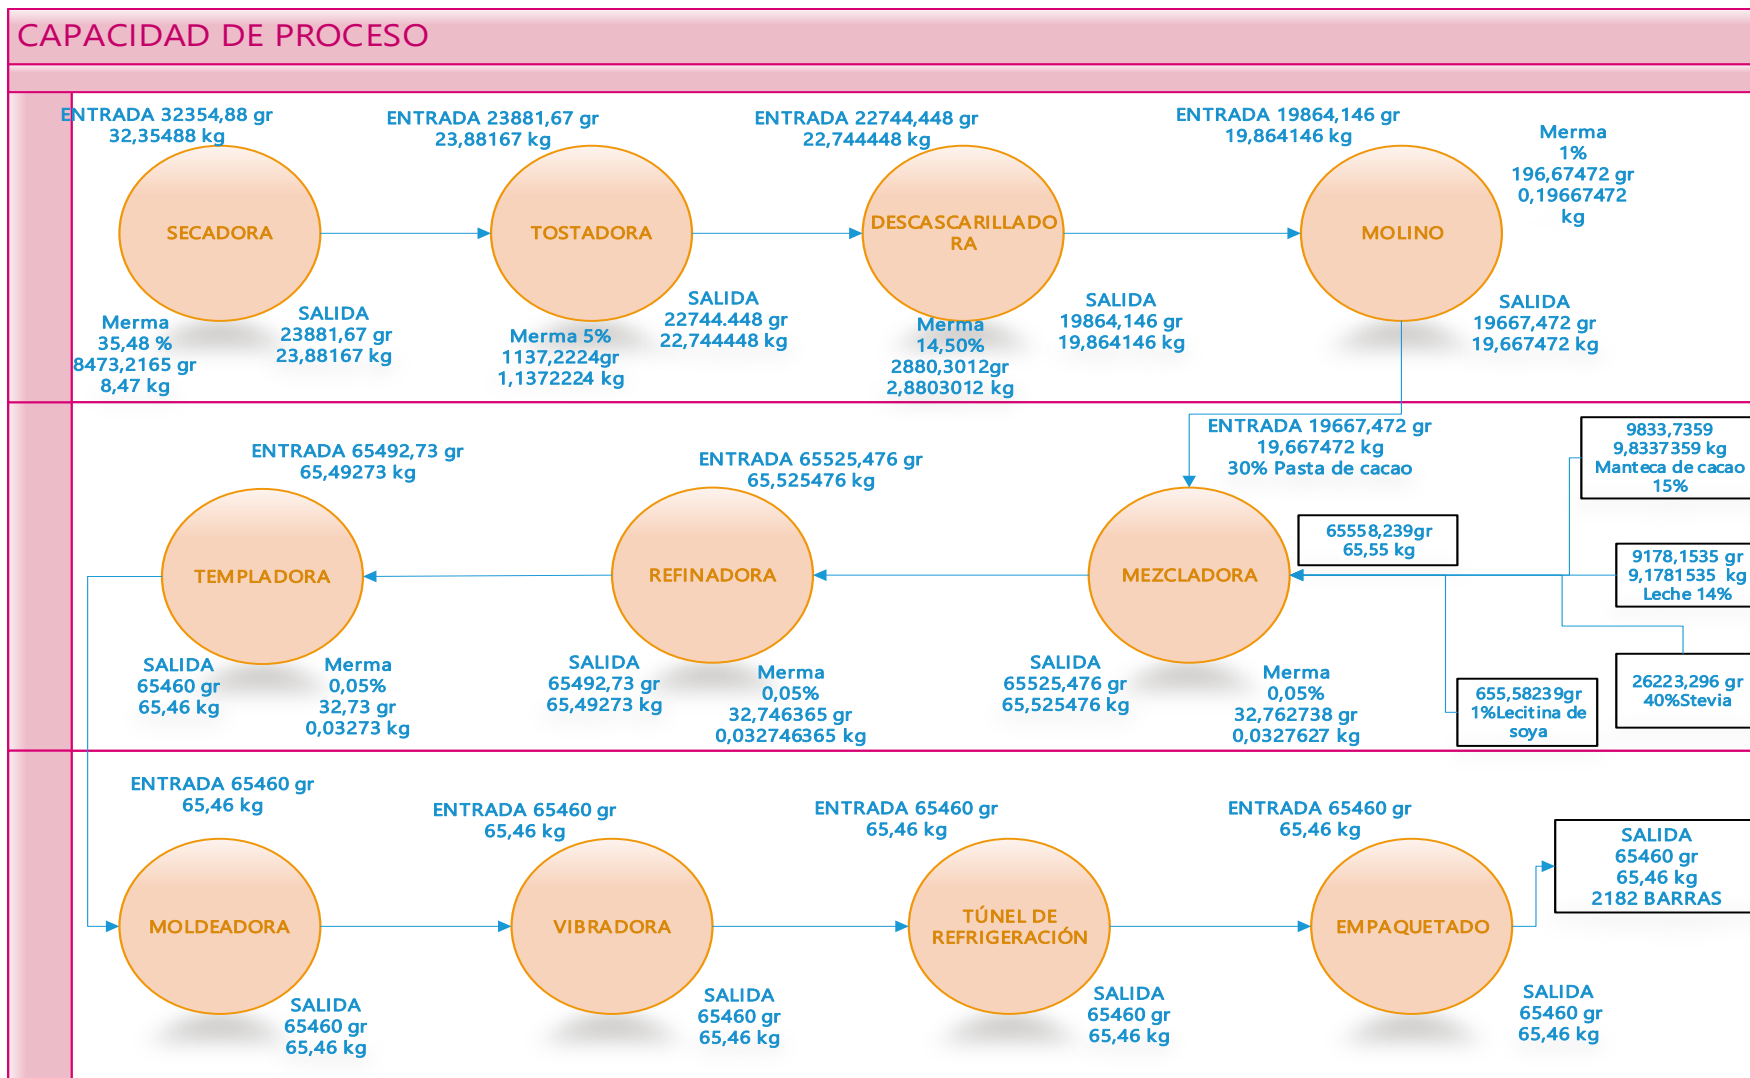 CAPACIDAD DE PROCESO
ENTRADA 32354,88 gr
32,35488 kg
SECADORA
Merma
35,48 %
8473,2165 gr
8,47 kg
SALIDA
23881,67 gr
23,88167 kg
ENTRADA 23881,67 gr
23,88167 kg
TOSTADORA
Merma 5%
1137,2224gr
1,1372224 kg
SALIDA
22744.448 gr
22,744448 kg
ENTRADA 22744,448 gr
22,744448 kg
DESCASCARILLADO
RA
Merma
14,50%
2880,3012gr
2,8803012 kg
SALIDA
19864,146 gr
19,864146 kg
ENTRADA 19864,146 gr
19,864146 kg
MOLINO
Merma
1%
196,67472 gr
0,19667472
kg
SALIDA
19667,472 gr
19,667472 kg
ENTRADA 19667,472 gr
19,667472 kg
30% Pasta de cacao
9833,7359
9,8337359 kg
Manteca de cacao
15%
65558,239gr
65,55 kg
9178,1535 gr
9,1781535 kg
Leche 14%
26223,296 gr
40%Stevia
655,58239gr
1%Lecitina de
soya
MEZCLADORA
SALIDA
65525,476 gr
65,525476 kg
Merma
0,05%
32,762738 gr
0,0327627 kg
ENTRADA 65525,476 gr
65,525476 kg
REFINADORA
SALIDA
65492,73 gr
65,49273 kg
Merma
0,05%
32,746365 gr
0,032746365 kg
ENTRADA 65492,73 gr
65,49273 kg
TEMPLADORA
SALIDA
65460 gr
65,46 kg
Merma
0,05%
32,73 gr
0,03273 kg
ENTRADA 65460 gr
65,46 kg
MOLDEADORA
SALIDA
65460 gr
65,46 kg
ENTRADA 65460 gr
65,46 kg
VIBRADORA
SALIDA
65460 gr
65,46 kg
ENTRADA 65460 gr
65,46 kg
TÚNEL DE
REFRIGERACIÓN
SALIDA
65460 gr
65,46 kg
ENTRADA 65460 gr
65,46 kg
EMPAQUETADO
SALIDA
65460 gr
65,46 kg
SALIDA
65460 gr
65,46 kg
2182 BARRAS